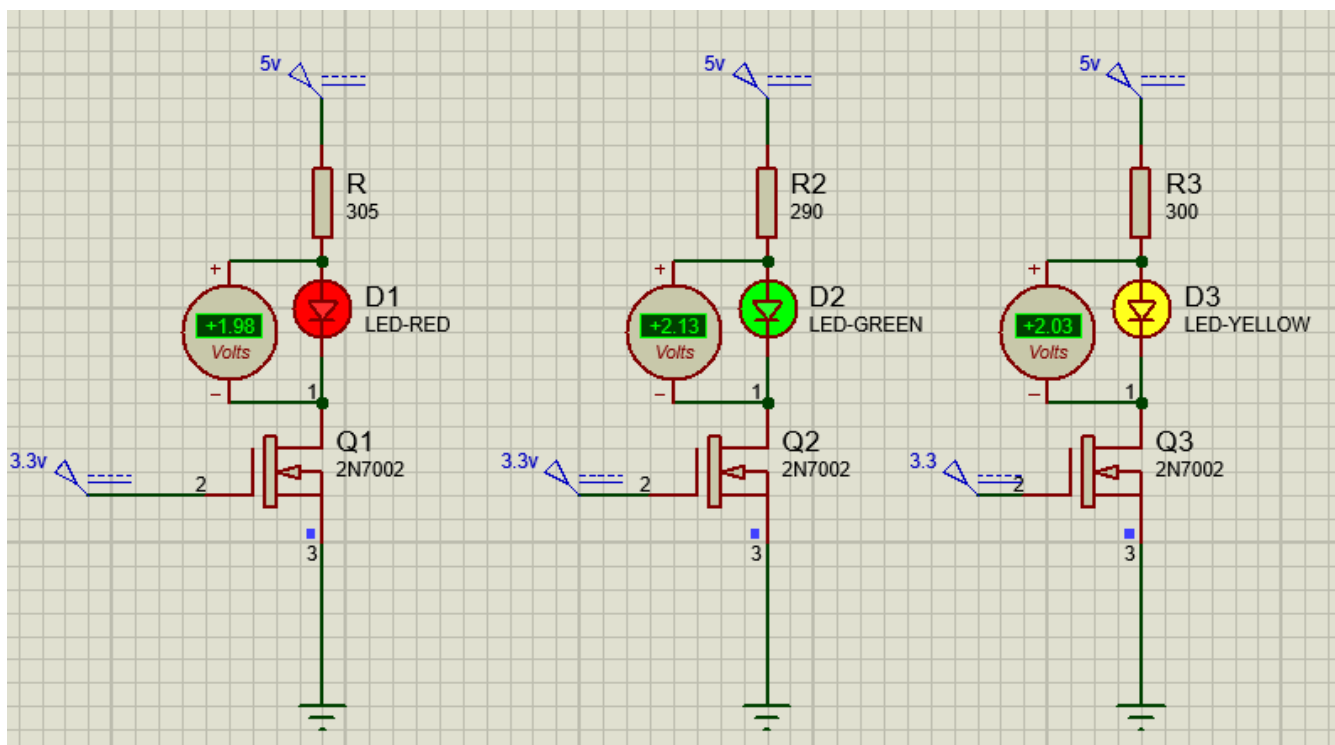 5v
R
305
+
+1.98
Volts
−
D1
LED-RED
1
Q1
2N7002
3.3v
2
3
5v
R2
290
+
+2.13
Volts
−
D2
LED-GREEN
1
Q2
2N7002
3.3v
2
3
5v
R3
300
+
+2.03
Volts
−
D3
LED-YELLOW
1
Q3
2N7002
3.3
2
3